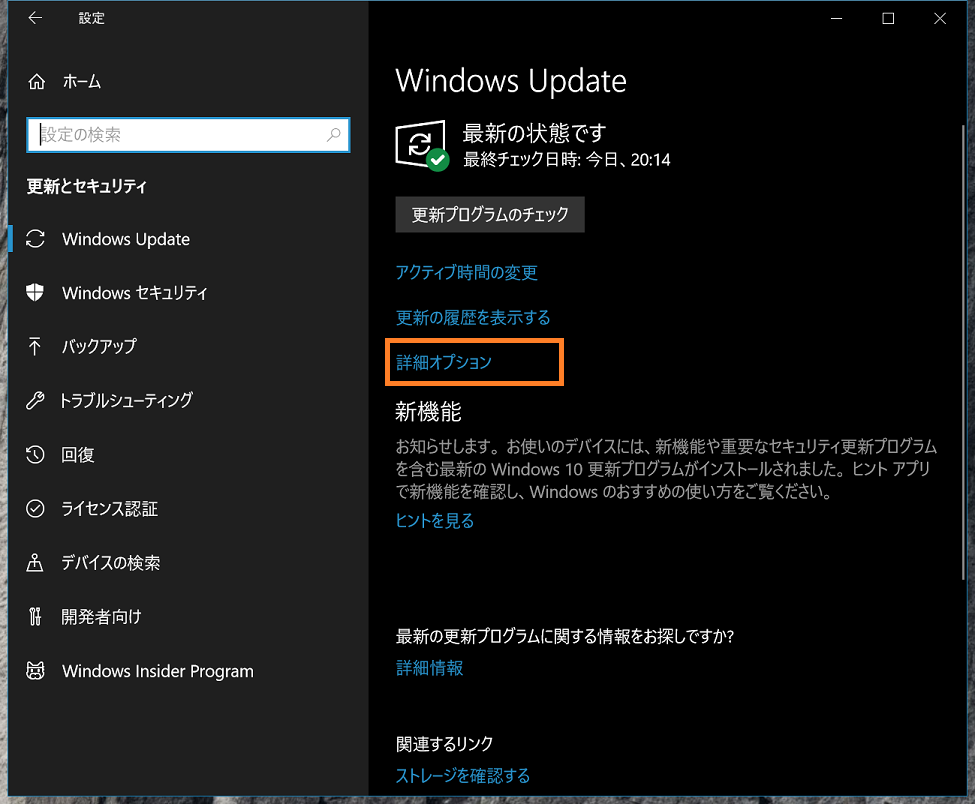 設定
ホーム
設定の検索
更新とセキュリティ
Windows Update
Windows セキュリティ
バックアップ
トラブルシューティング
回復
ライセンス認証
デバイスの検索
開発者向け
Windows Insider Program
Windows Update
最新の状態です
最終チェック日時: 今日、20:14
更新プログラムのチェック
アクティブ時間の変更
更新の履歴を表示する
詳細オプション
新機能
お知らせします。お使いのデバイスには、新機能や重要なセキュリティ更新プログラム
を含む最新の Windows 10 更新プログラムがインストールされました。ヒント アプリ
で新機能を確認し、Windows のおすすめの使い方をご覧ください。
ヒントを見る
最新の更新プログラムに関する情報をお探しですか?
詳細情報
関連するリンク
ストレージを確認する